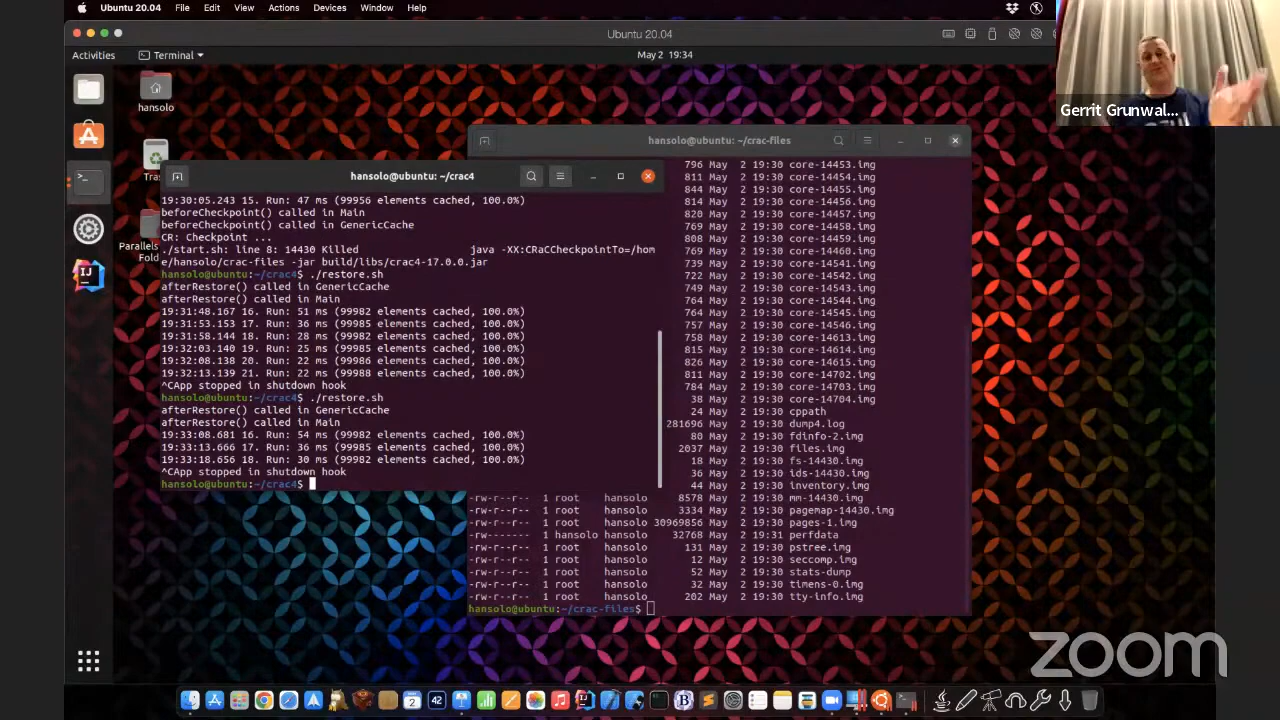 Ubuntu 20.04 File Edit View Actions Devices Window Help
Ubuntu 20.04
Activities Terminal May 2 19:34
Gerrit Grunwal...
hansolo
Tras
Parallels
Fold
hansolo@ubuntu: ~/crac4
19:30:05.243 15. Run: 47 ms (99956 elements cached, 100.0%)
beforeCheckpoint() called in Main
beforeCheckpoint() called in GenericCache
CR: Checkpoint ...
./start.sh: line 8: 14430 Killed java -XX:CRaCCheckpointTo=/hom
e/hansolo/crac-files -jar build/libs/crac4-17.0.0.jar
hansolo@ubuntu:~/crac4$ ./restore.sh
afterRestore() called in GenericCache
afterRestore() called in Main
19:31:48.167 16. Run: 51 ms (99982 elements cached, 100.0%)
19:31:53.153 17. Run: 36 ms (99985 elements cached, 100.0%)
19:31:58.144 18. Run: 28 ms (99982 elements cached, 100.0%)
19:32:03.140 19. Run: 25 ms (99985 elements cached, 100.0%)
19:32:08.138 20. Run: 22 ms (99986 elements cached, 100.0%)
19:32:13.139 21. Run: 22 ms (99988 elements cached, 100.0%)
^CApp stopped in shutdown hook
hansolo@ubuntu:~/crac4$ ./restore.sh
afterRestore() called in GenericCache
afterRestore() called in Main
19:33:08.681 16. Run: 54 ms (99982 elements cached, 100.0%)
19:33:13.666 17. Run: 36 ms (99985 elements cached, 100.0%)
19:33:18.656 18. Run: 30 ms (99982 elements cached, 100.0%)
^CApp stopped in shutdown hook
hansolo@ubuntu:~/crac4$
hansolo@ubuntu: ~/crac-files
796 May 2 19:30 core-14453.img
811 May 2 19:30 core-14454.img
844 May 2 19:30 core-14455.img
814 May 2 19:30 core-14456.img
820 May 2 19:30 core-14457.img
769 May 2 19:30 core-14458.img
808 May 2 19:30 core-14459.img
769 May 2 19:30 core-14460.img
739 May 2 19:30 core-14541.img
722 May 2 19:30 core-14542.img
749 May 2 19:30 core-14543.img
764 May 2 19:30 core-14544.img
764 May 2 19:30 core-14545.img
757 May 2 19:30 core-14546.img
758 May 2 19:30 core-14613.img
815 May 2 19:30 core-14614.img
826 May 2 19:30 core-14615.img
811 May 2 19:30 core-14702.img
784 May 2 19:30 core-14703.img
38 May 2 19:30 core-14704.img
24 May 2 19:30 cppath
281696 May 2 19:30 dump4.log
80 May 2 19:30 fdinfo-2.img
2037 May 2 19:30 files.img
18 May 2 19:30 fs-14430.img
36 May 2 19:30 ids-14430.img
44 May 2 19:30 inventory.img
-rw-r--r-- 1 root hansolo 8578 May 2 19:30 mm-14430.img
-rw-r--r-- 1 root hansolo 3334 May 2 19:30 pagemap-14430.img
-rw-r--r-- 1 root hansolo 30969856 May 2 19:30 pages-1.img
-rw------- 1 hansolo hansolo 32768 May 2 19:31 perfdata
-rw-r--r-- 1 root hansolo 131 May 2 19:30 pstree.img
-rw-r--r-- 1 root hansolo 12 May 2 19:30 seccomp.img
-rw-r--r-- 1 root hansolo 52 May 2 19:30 stats-dump
-rw-r--r-- 1 root hansolo 32 May 2 19:30 timens-0.img
-rw-r--r-- 1 root hansolo 202 May 2 19:30 tty-info.img
hansolo@ubuntu:~/crac-files$
zoom